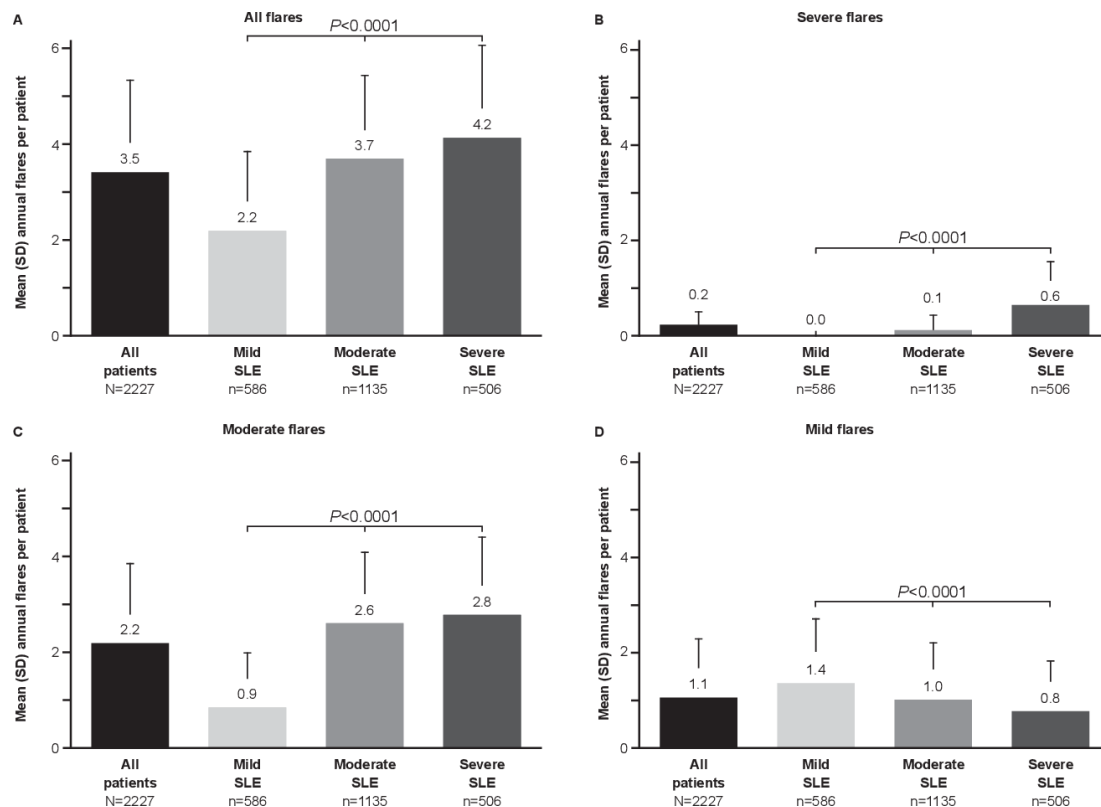 A
All flares
Mean (SD) annual flares per patient
6
4
2
0
P<0.0001
3.5
2.2
3.7
4.2
All patients N=2227
Mild SLE n=586
Moderate SLE n=1135
Severe SLE n=506
B
Severe flares
Mean (SD) annual flares per patient
6
4
2
0
P<0.0001
0.2
0.0
0.1
0.6
All patients N=2227
Mild SLE n=586
Moderate SLE n=1135
Severe SLE n=506
C
Moderate flares
Mean (SD) annual flares per patient
6
4
2
0
P<0.0001
2.2
0.9
2.6
2.8
All patients N=2227
Mild SLE n=586
Moderate SLE n=1135
Severe SLE n=506
D
Mild flares
Mean (SD) annual flares per patient
6
4
2
0
P<0.0001
1.1
1.4
1.0
0.8
All patients N=2227
Mild SLE n=586
Moderate SLE n=1135
Severe SLE n=506